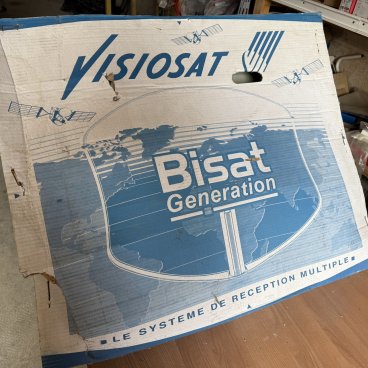 VISIOSAT
Bisat
Generation
LE SYSTEME DE RECEPTION MULTIPLE